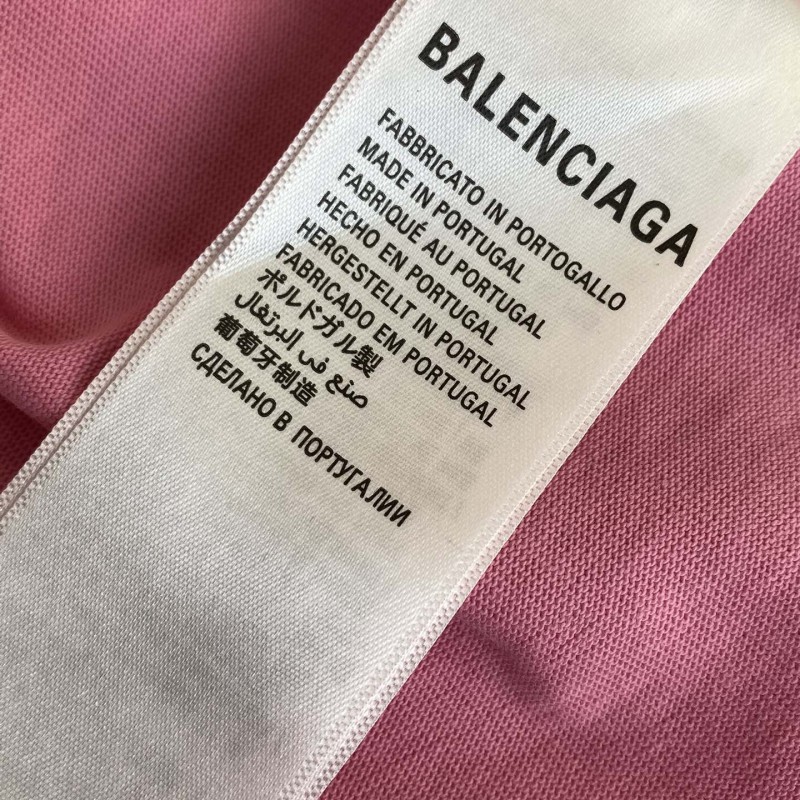 BALENCIAGA
FABBRICATO IN PORTOGALLO
MADE IN PORTUGAL
FABRIQUÉ AU PORTUGAL
HECHO EN PORTUGAL
HERGESTELLT IN PORTUGAL
FABRICADO EM PORTUGAL
ポルトガル製
صنع في البرتغال
葡萄牙制造
СДЕЛАНО В ПОРТУГАЛИИ